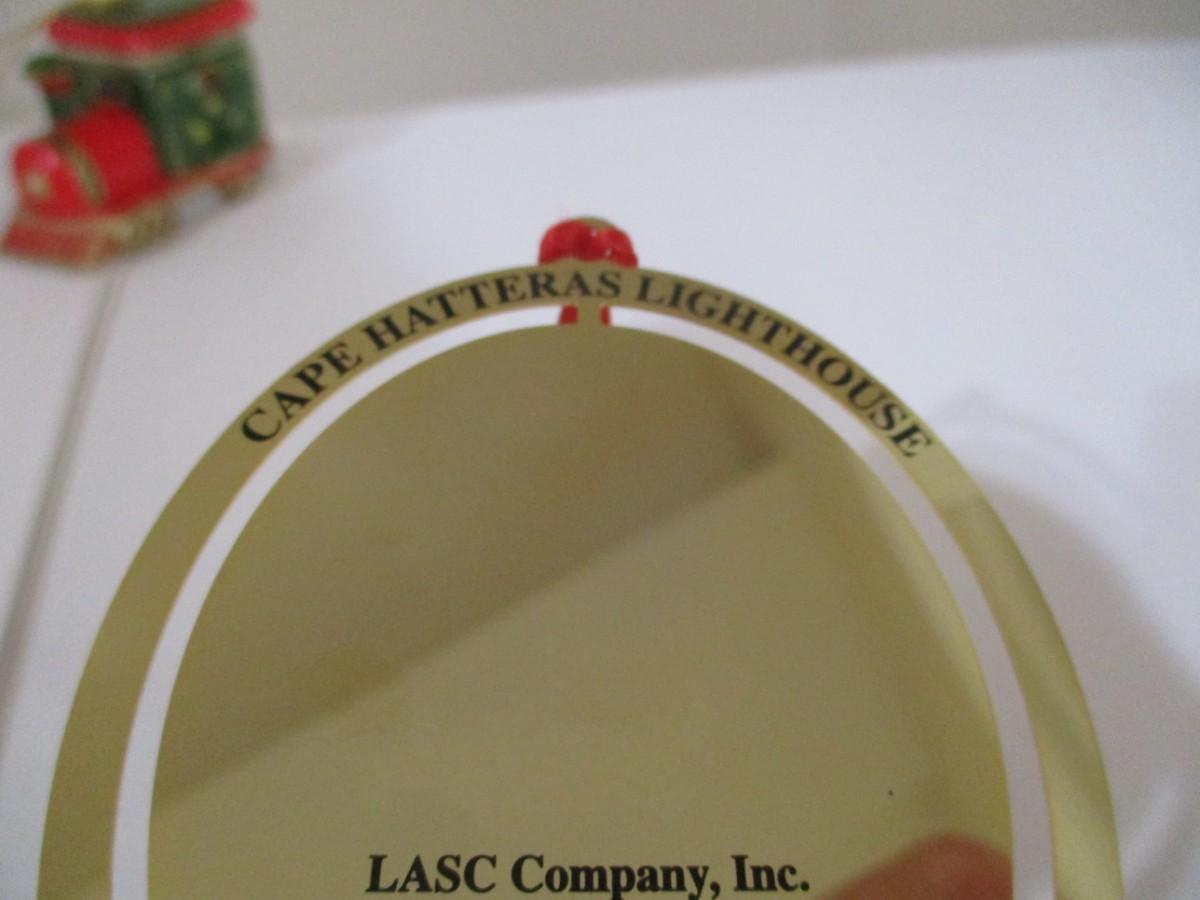 CAPE HATTERAS LIGHTHOUSE
LASC Company, Inc.